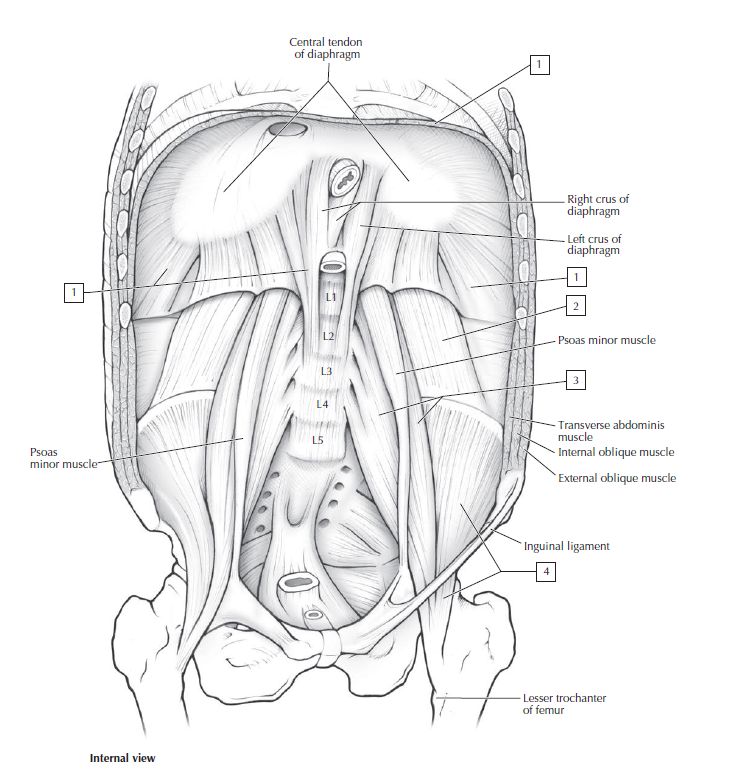 Central tendon
of diaphragm
1
Right crus of
diaphragm
Left crus of
diaphragm
1
1
2
L1
L2
Psoas minor muscle
L3
3
L4
Transverse abdominis
muscle
L5
Internal oblique muscle
Psoas
minor muscle
External oblique muscle
Inguinal ligament
4
Lesser trochanter
of femur
Internal view